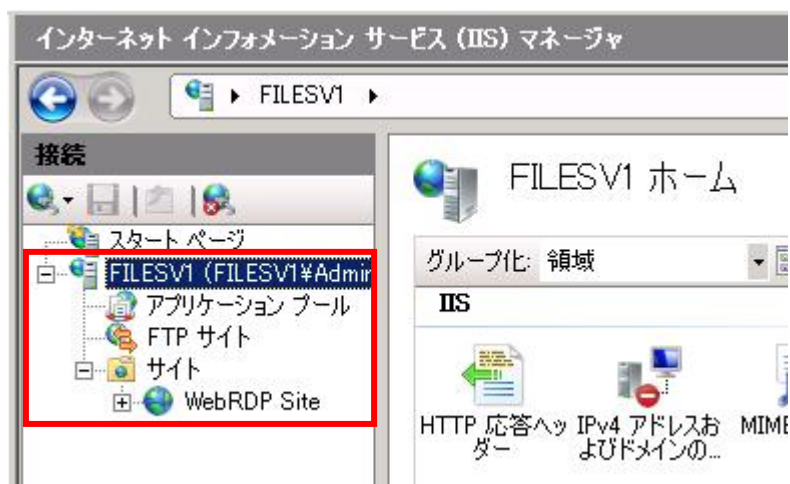 インターネット インフォメーション サービス (IIS) マネージャ
FILESV1
接続
スタート ページ
FILESV1 (FILESV1¥Admin
アプリケーション プール
FTP サイト
サイト
WebRDP Site
FILESV1 ホーム
グループ化: 領域
IIS
HTTP 応答ヘッ
ダー
IPv4 アドレスお
よびドメインの...
MIME